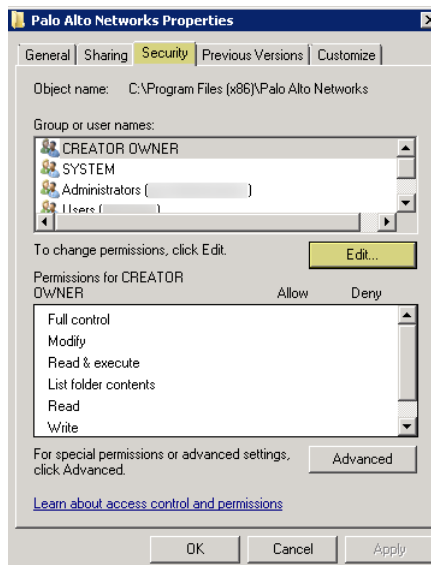 Palo Alto Networks Properties
General Sharing Security Previous Versions Customize
Object name: C:\Program Files (x86)\Palo Alto Networks
Group or user names:
CREATOR OWNER
SYSTEM
Administrators ( )
Users ( )
To change permissions, click Edit.
Edit...
Permissions for CREATOR
OWNER Allow Deny
Full control
Modify
Read & execute
List folder contents
Read
Write
For special permissions or advanced settings,
click Advanced.
Advanced
Learn about access control and permissions
OK Cancel Apply